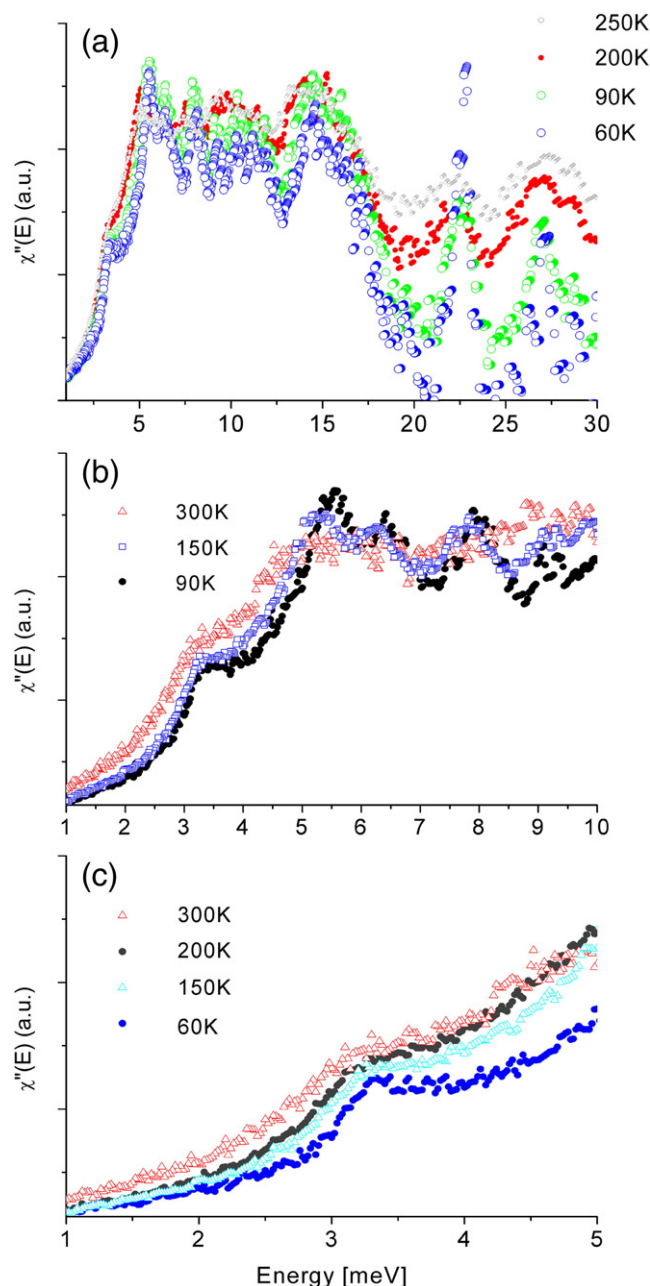 (a)
250K
200K
90K
60K
χ"(E) (a.u.)
5 10 15 20 25 30
(b)
300K
150K
90K
χ"(E) (a.u.)
1 2 3 4 5 6 7 8 9 10
(c)
300K
200K
150K
60K
χ"(E) (a.u.)
1 2 3 4 5
Energy [meV]